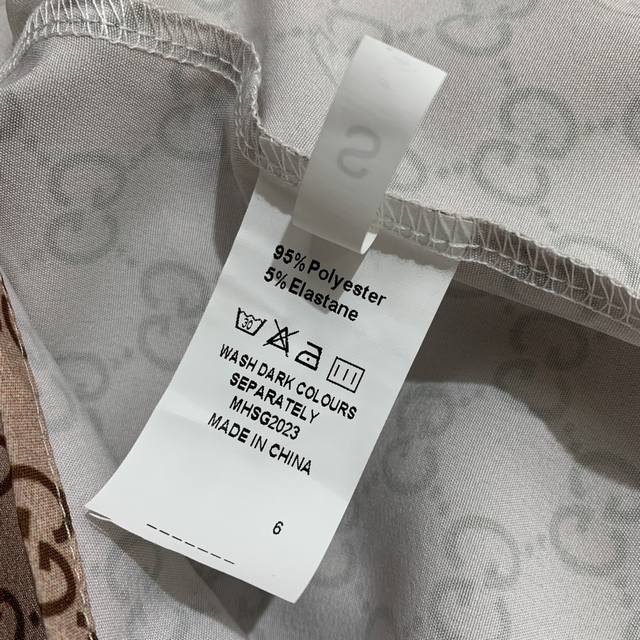 S
95% Polyester
5% Elastane
30
WASH DARK COLOURS
SEPARATELY
MHSG2023
MADE IN CHINA
6